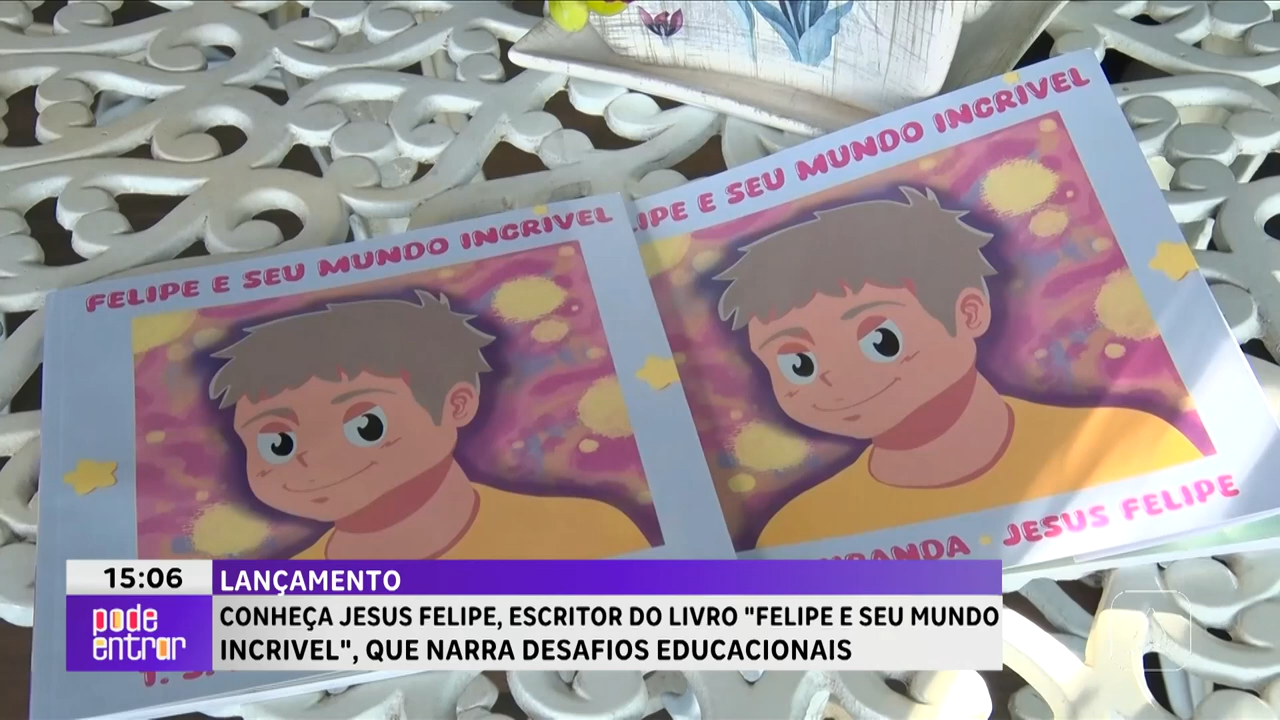 FELIPE E SEU MUNDO INCRIVEL
E SEU MUNDO INCRIVEL
JESUS FELIPE
15:06
LANÇAMENTO
pode entrar
CONHEÇA JESUS FELIPE, ESCRITOR DO LIVRO "FELIPE E SEU MUNDO
INCRIVEL", QUE NARRA DESAFIOS EDUCACIONAIS